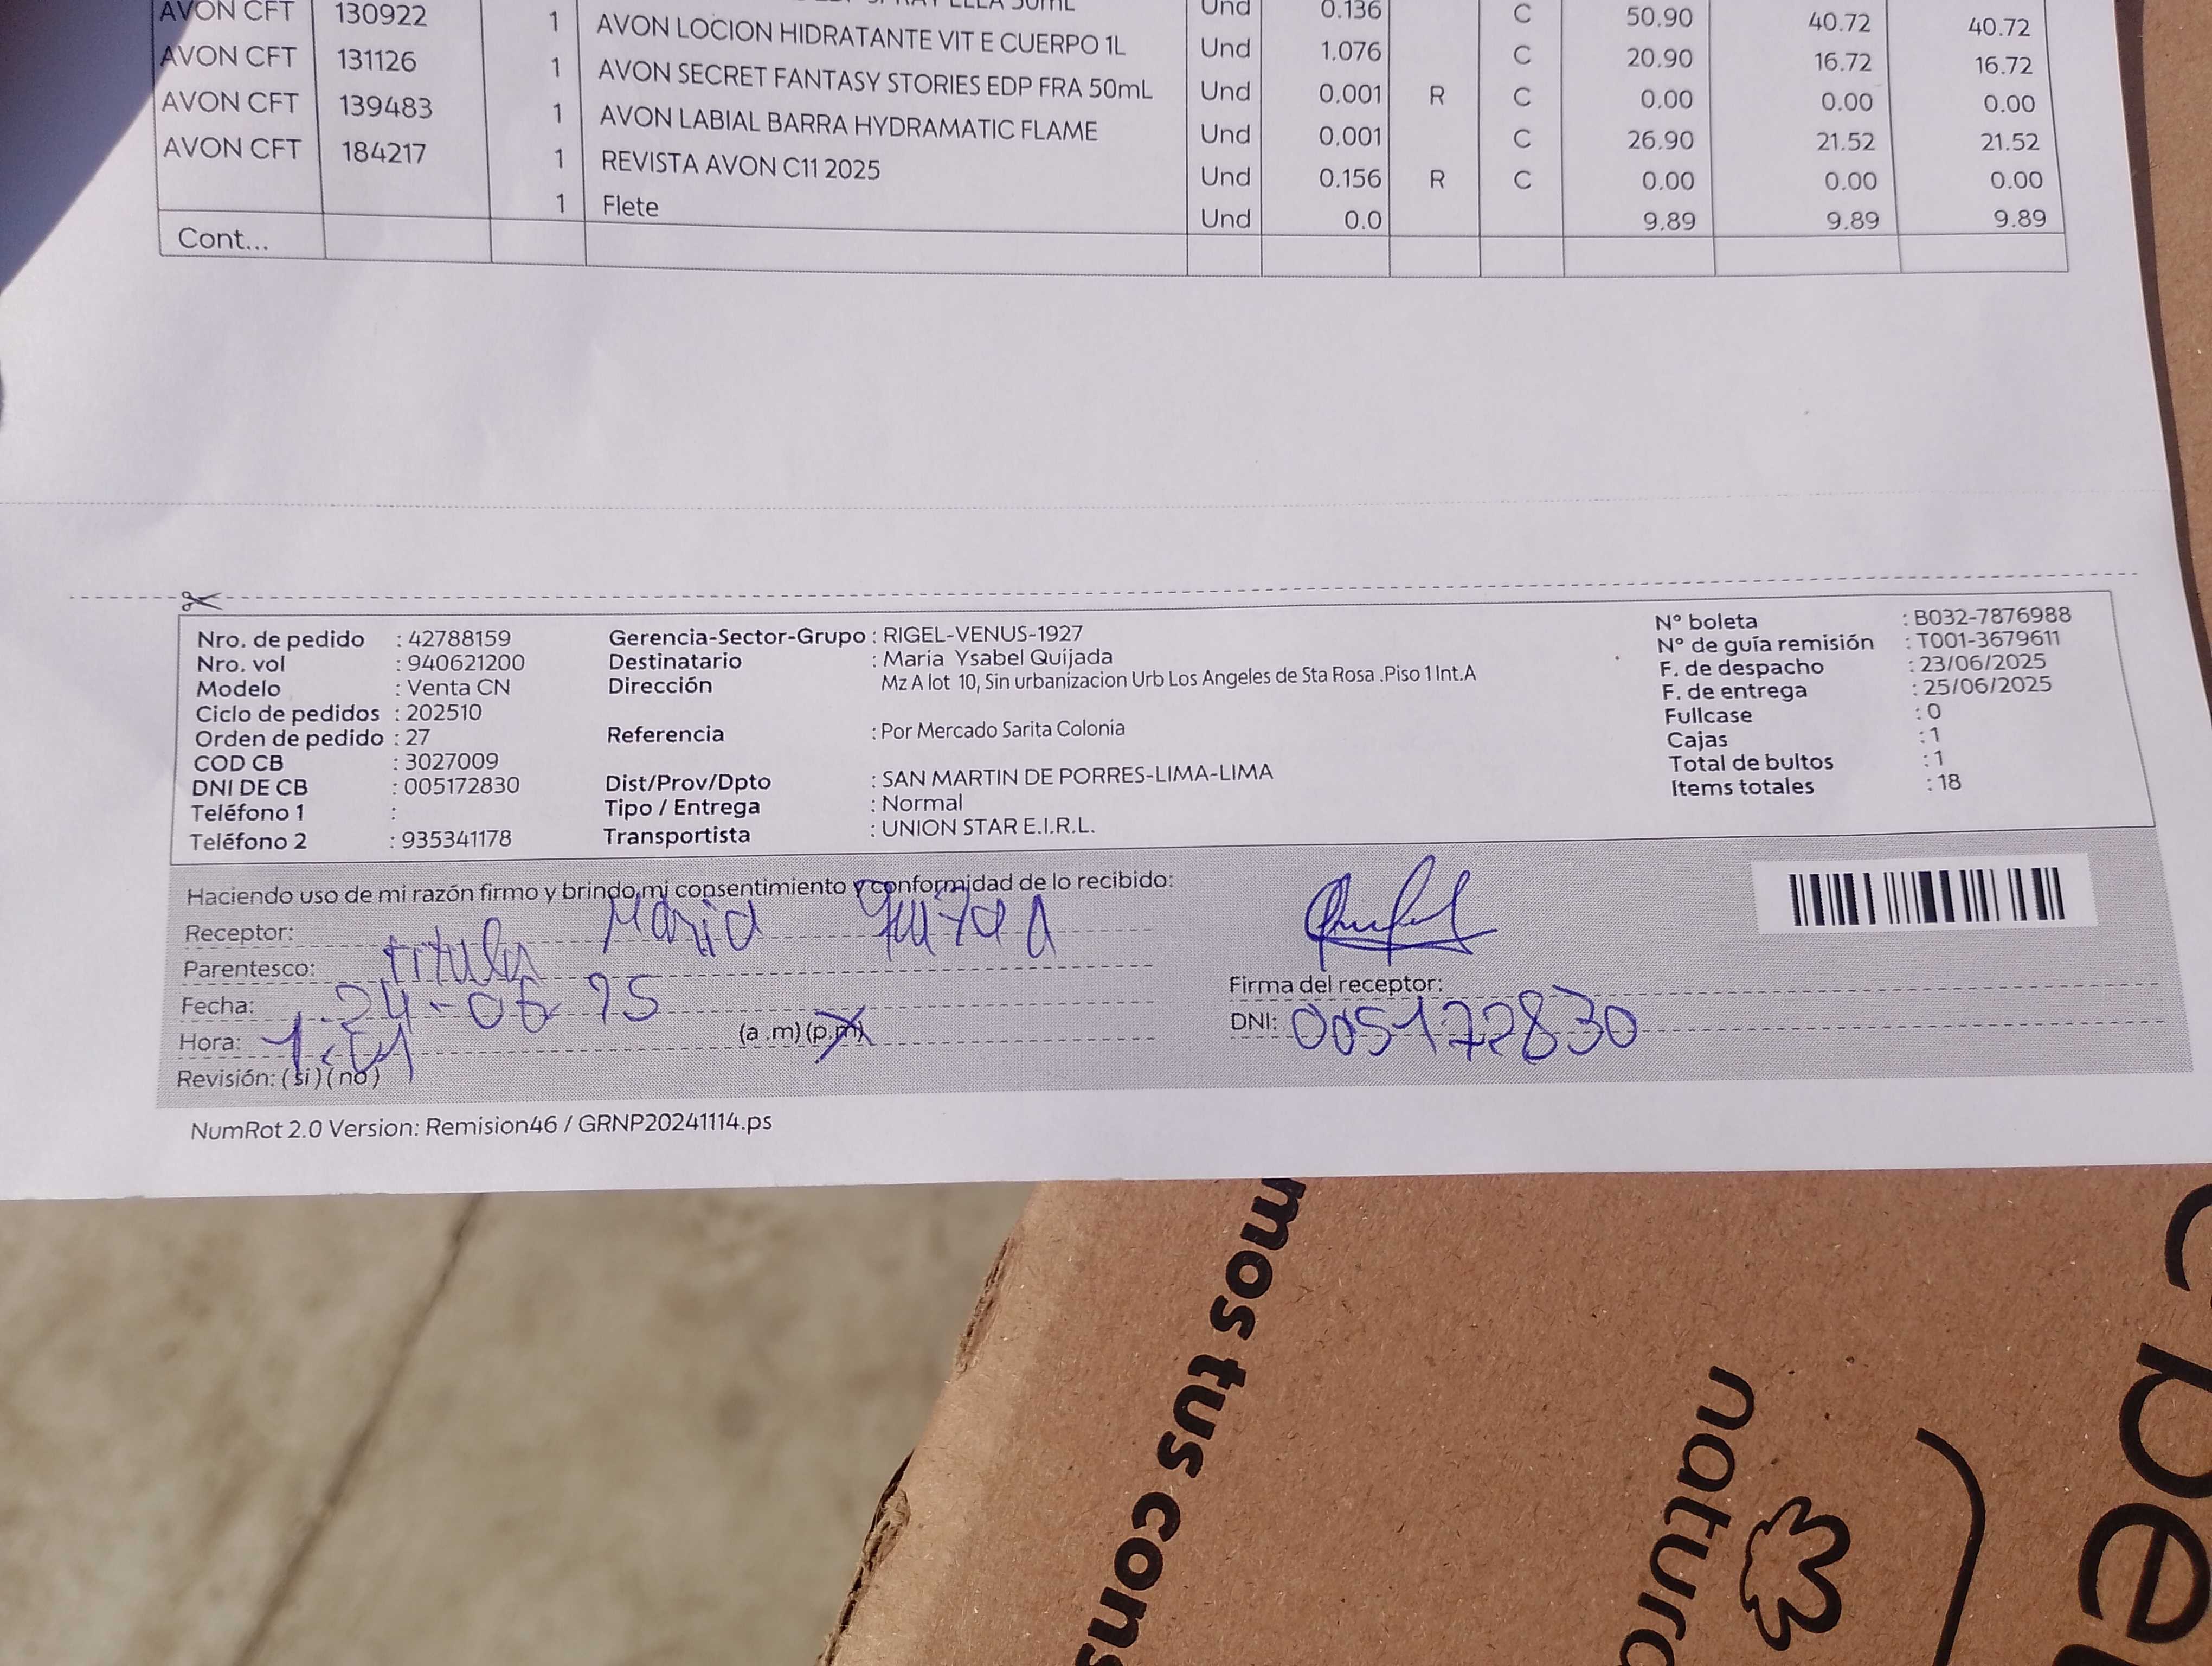 AVON CFT 130922 1 AVON LOCION HIDRATANTE VIT E CUERPO 1L Und 0.136 C 50.90 40.72 40.72
AVON CFT 131126 1 AVON SECRET FANTASY STORIES EDP FRA 50mL Und 1.076 C 20.90 16.72 16.72
AVON CFT 139483 1 AVON LABIAL BARRA HYDRAMATIC FLAME Und 0.001 R C 0.00 0.00 0.00
AVON CFT 184217 1 REVISTA AVON C11 2025 Und 0.001 C 26.90 21.52 21.52
1 Flete Und 0.156 R C 0.00 0.00 0.00
Und 0.0 9.89 9.89 9.89
Cont...
Nro. de pedido : 42788159
Nro. vol : 940621200
Modelo : Venta CN
Ciclo de pedidos : 202510
Orden de pedido : 27
COD CB : 3027009
DNI DE CB : 005172830
Teléfono 1 :
Teléfono 2 : 935341178
Gerencia-Sector-Grupo : RIGEL-VENUS-1927
Destinatario : Maria Ysabel Quijada
Dirección Mz A lot 10, Sin urbanizacion Urb Los Angeles de Sta Rosa .Piso 1 Int.A
Referencia : Por Mercado Sarita Colonia
Dist/Prov/Dpto : SAN MARTIN DE PORRES-LIMA-LIMA
Tipo / Entrega : Normal
Transportista : UNION STAR E.I.R.L.
N° boleta : B032-7876988
N° de guía remisión : T001-3679611
F. de despacho : 23/06/2025
F. de entrega : 25/06/2025
Fullcase : 0
Cajas : 1
Total de bultos : 1
Items totales : 18
Haciendo uso de mi razón firmo y brindo mi consentimiento y conformidad de lo recibido:
Receptor: Maria
Parentesco: titular
Fecha: 24-06-25
Hora: (a .m) (p.m)
Revisión: (si) (no)
Firma del receptor:
DNI: 005172830
NumRot 2.0 Version: Remision46 / GRNP20241114.ps
mos tus cons
natura